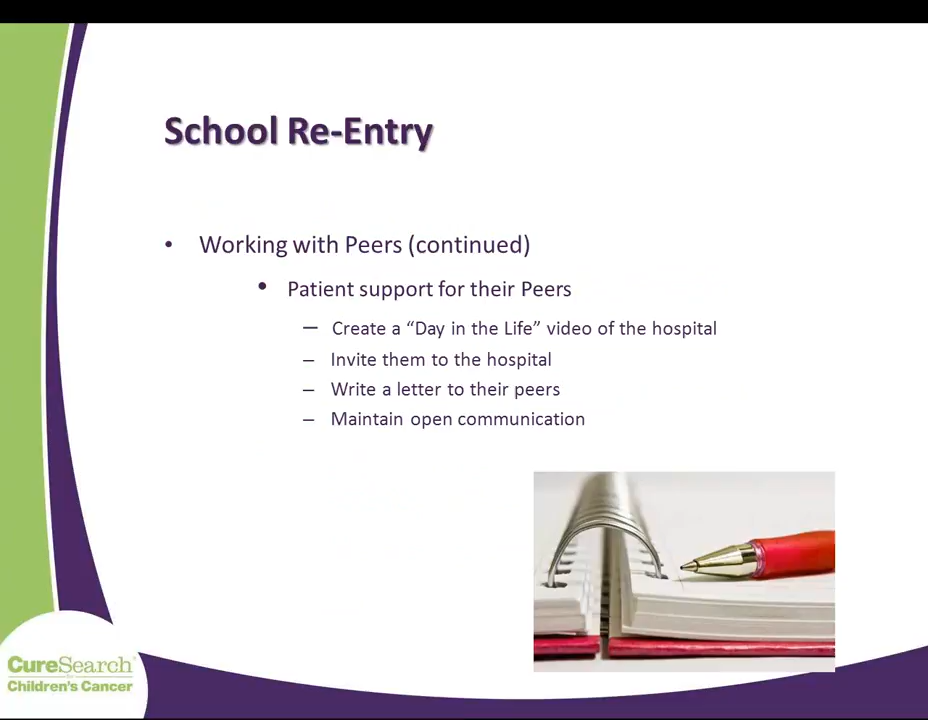 School Re-Entry
• Working with Peers (continued)
• Patient support for their Peers
– Create a “Day in the Life” video of the hospital
– Invite them to the hospital
– Write a letter to their peers
– Maintain open communication
CureSearch®
for
Children's Cancer